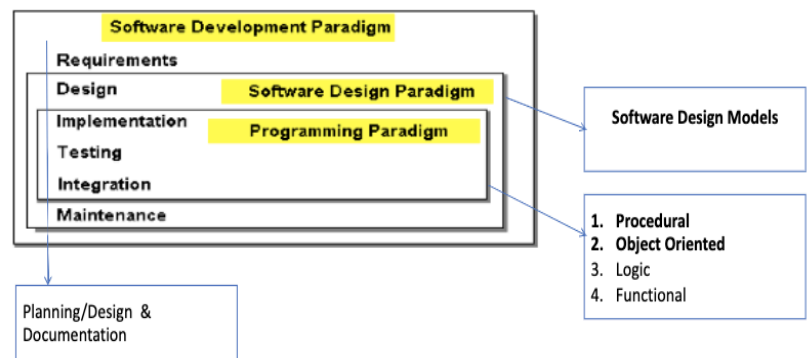 Software Development Paradigm
Requirements
Design
Software Design Paradigm
Implementation
Programming Paradigm
Testing
Integration
Maintenance
Software Design Models
1. Procedural
2. Object Oriented
3. Logic
4. Functional
Planning/Design &
Documentation